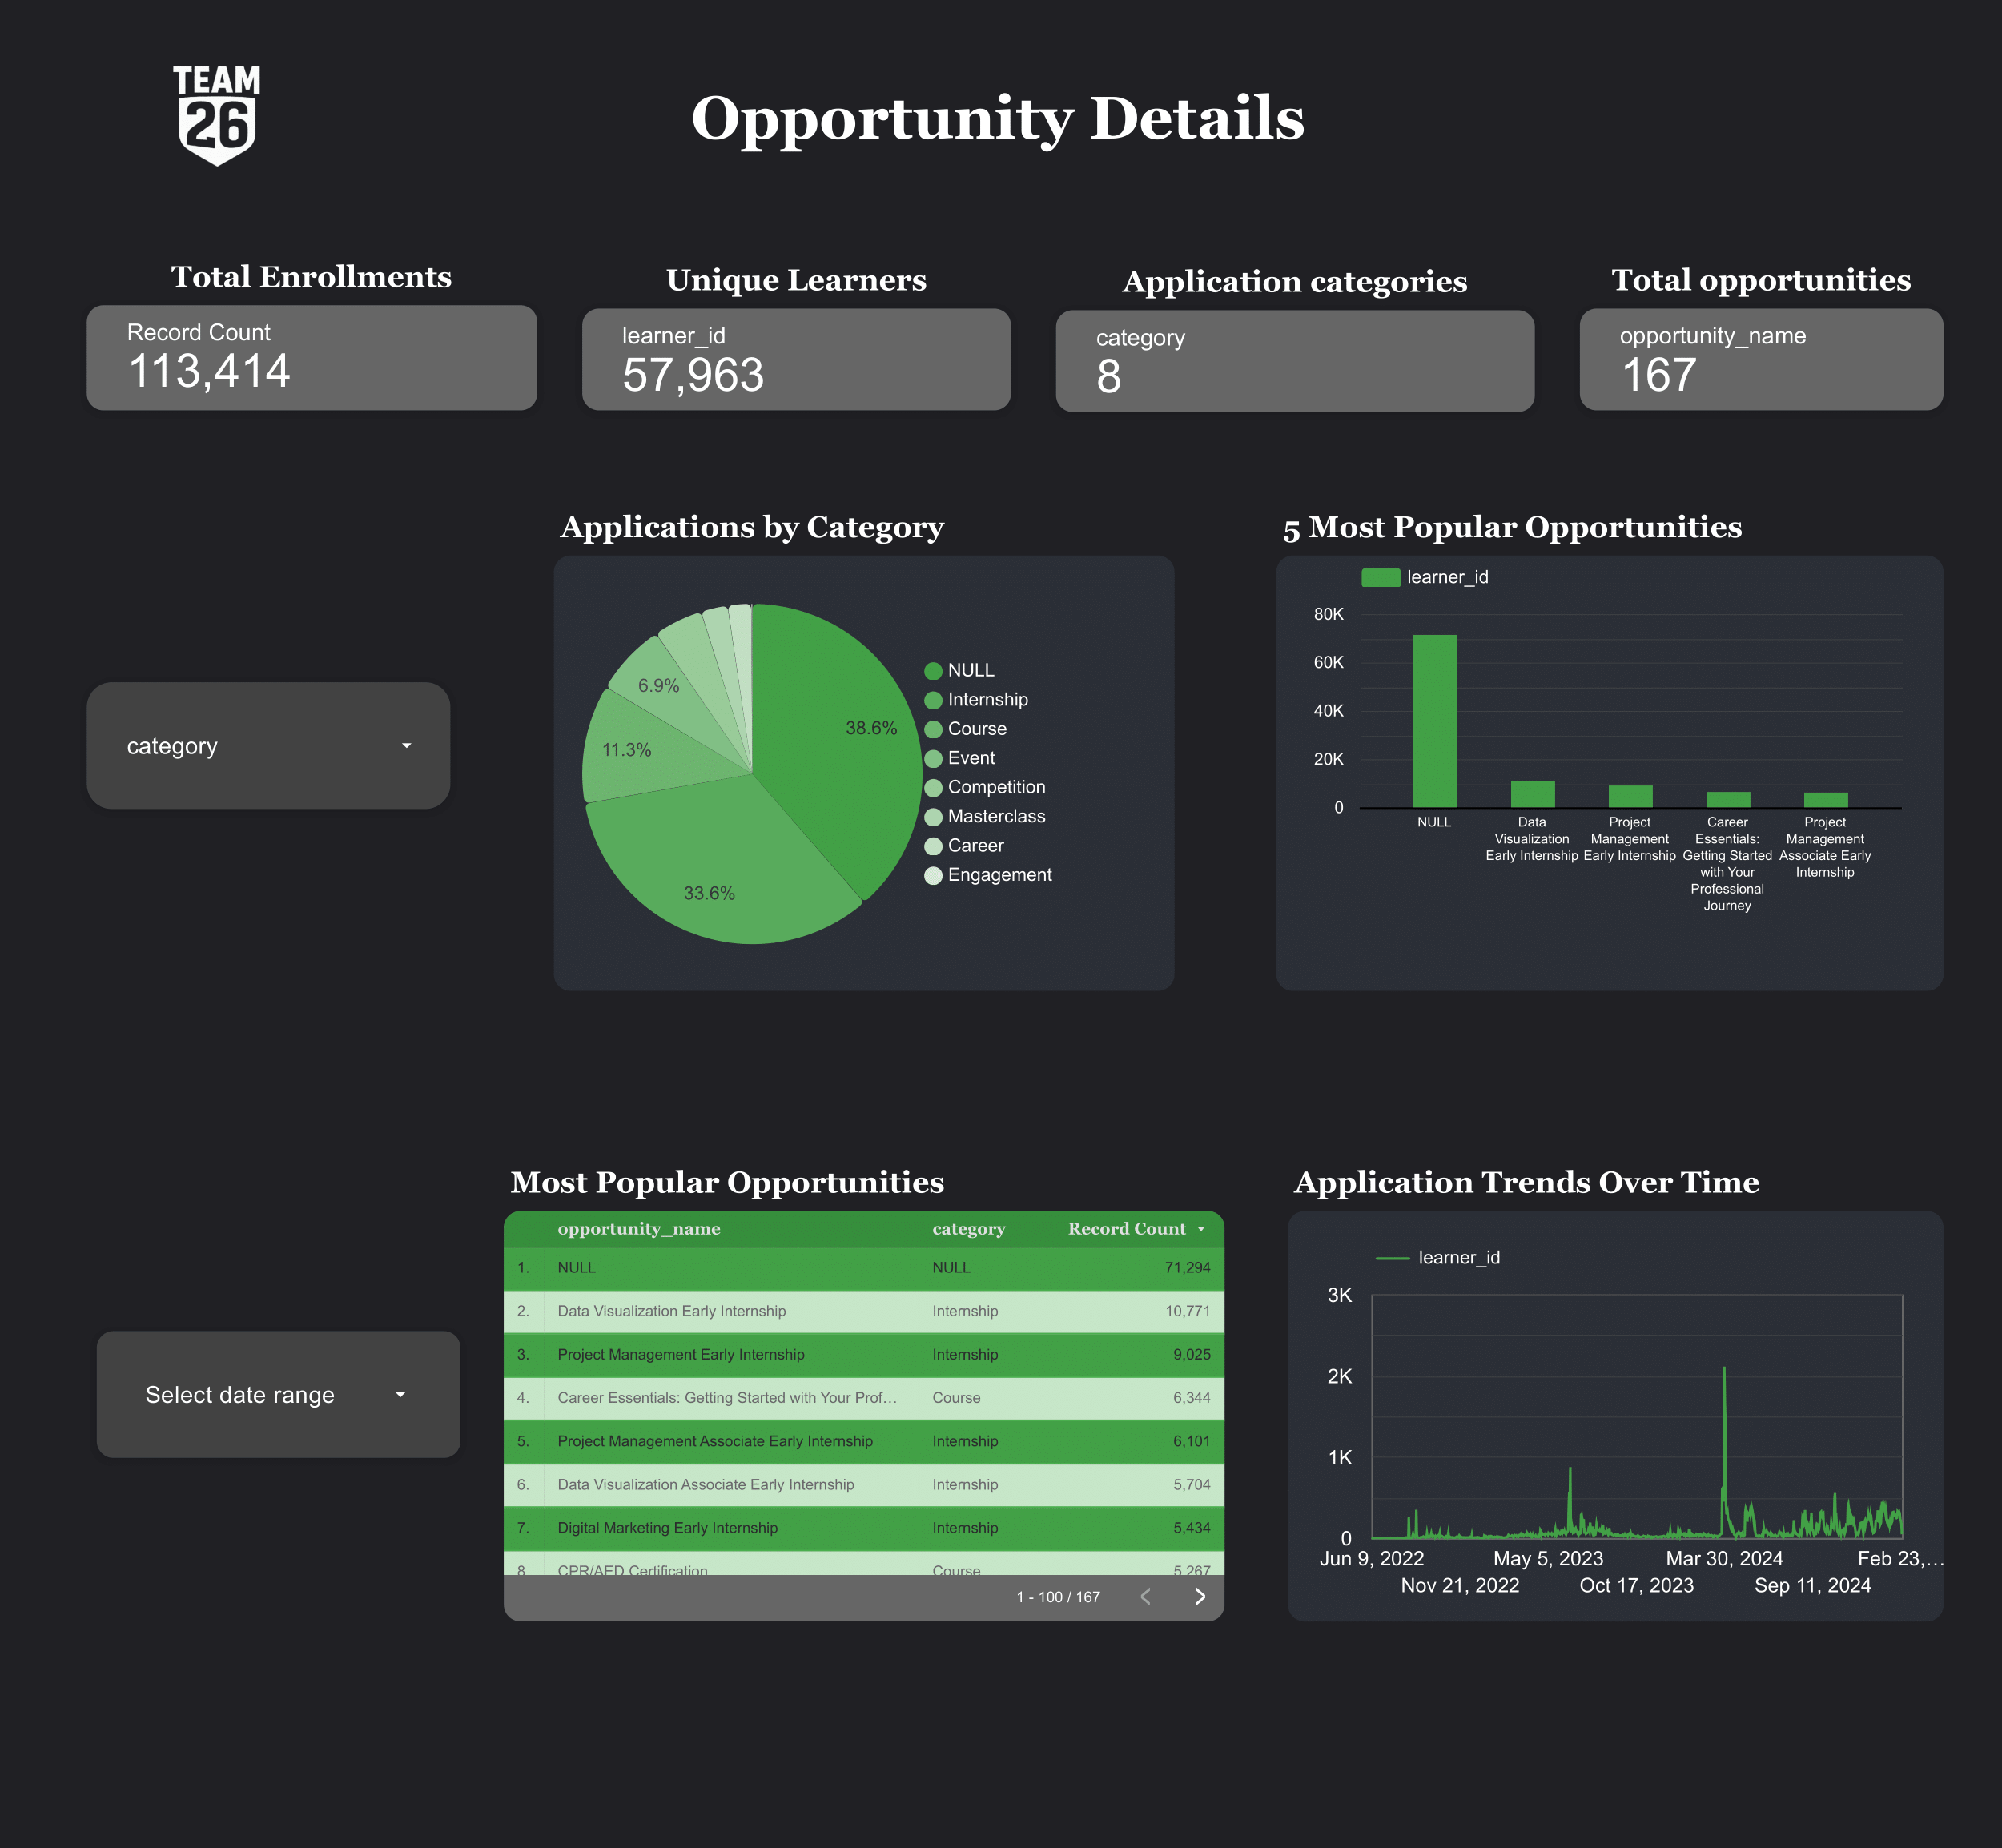 TEAM
26
Opportunity Details
Total Enrollments
Record Count
113,414
Unique Learners
learner_id
57,963
Application categories
category
8
Total opportunities
opportunity_name
167
category
Applications by Category
38.6%
33.6%
11.3%
6.9%
NULL
Internship
Course
Event
Competition
Masterclass
Career
Engagement
5 Most Popular Opportunities
learner_id
80K
60K
40K
20K
0
NULL
Data
Visualization
Early Internship
Project
Management
Early Internship
Career
Essentials:
Getting Started
with Your
Professional
Journey
Project
Management
Associate Early
Internship
Select date range
Most Popular Opportunities
opportunity_name category Record Count
1. NULL NULL 71,294
2. Data Visualization Early Internship Internship 10,771
3. Project Management Early Internship Internship 9,025
4. Career Essentials: Getting Started with Your Prof... Course 6,344
5. Project Management Associate Early Internship Internship 6,101
6. Data Visualization Associate Early Internship Internship 5,704
7. Digital Marketing Early Internship Internship 5,434
8. CPR/AED Certification Course 5,267
1 - 100 / 167
Application Trends Over Time
learner_id
3K
2K
1K
0
Jun 9, 2022 May 5, 2023 Mar 30, 2024 Feb 23,...
Nov 21, 2022 Oct 17, 2023 Sep 11, 2024